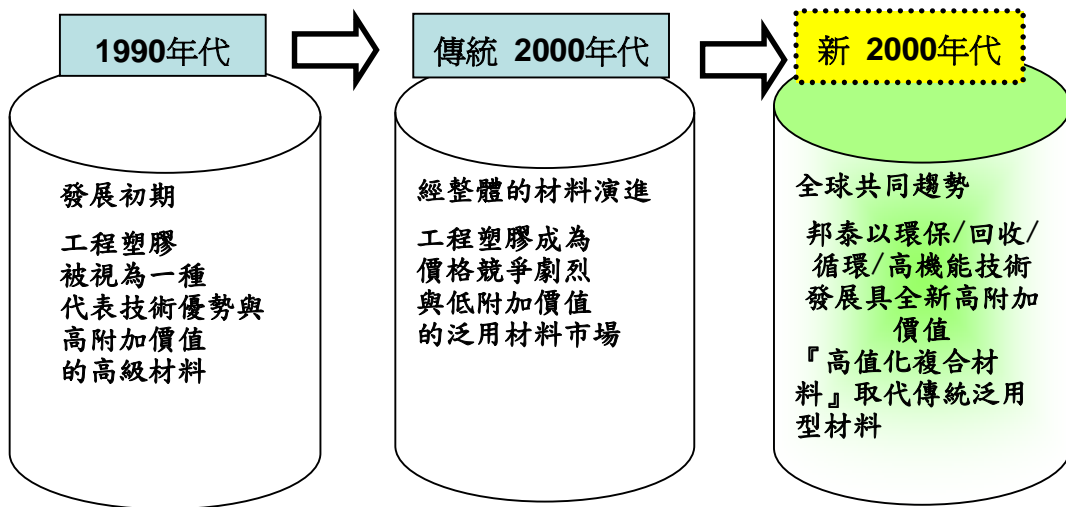 1990年代
傳統 2000年代
新 2000年代
發展初期
工程塑膠
被視為一種
代表技術優勢與
高附加價值
的高級材料
經整體的材料演進
工程塑膠成為
價格競爭劇烈
與低附加價值
的泛用材料市場
全球共同趨勢
邦泰以環保/回收/
循環/高機能技術
發展具全新高附加
價值
『高值化複合材
料』取代傳統泛用
型材料